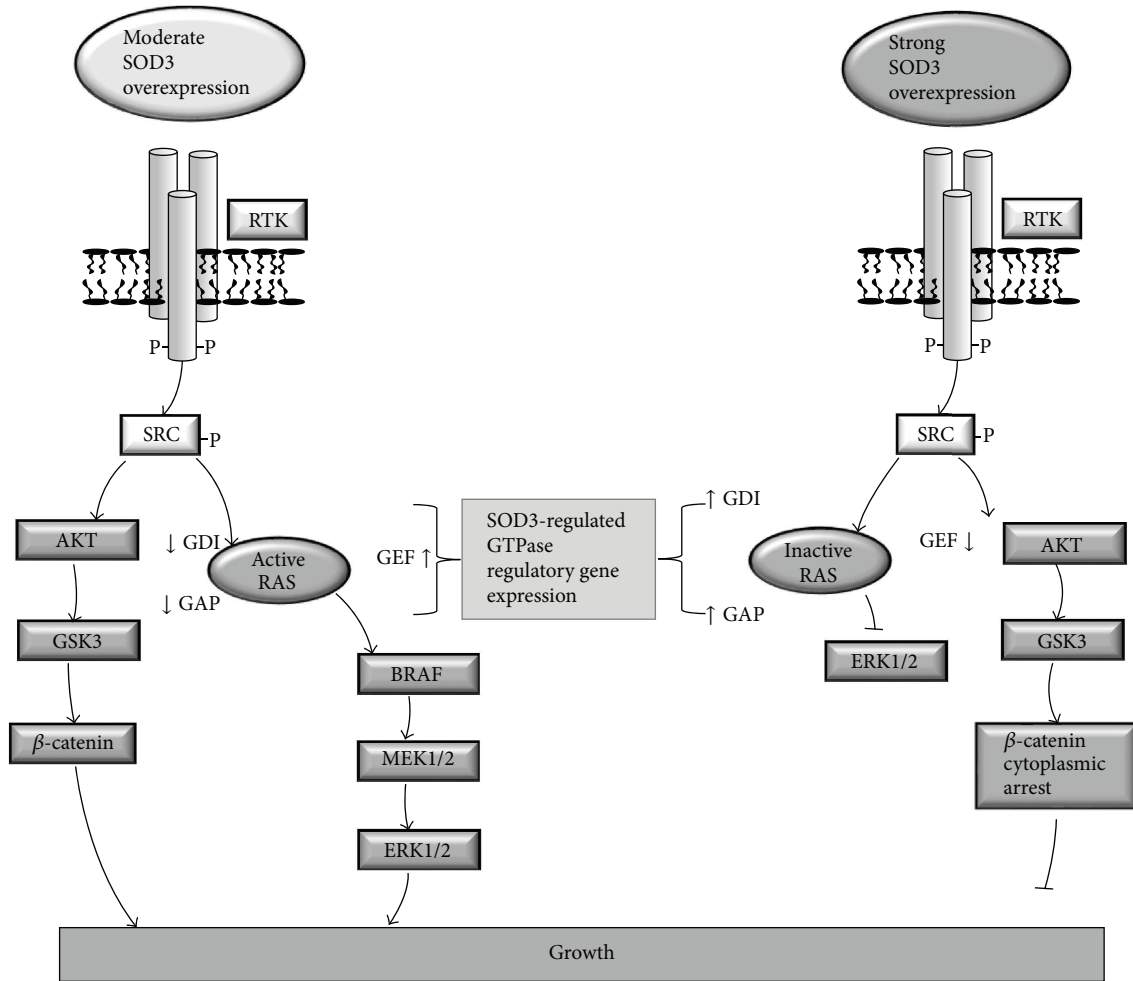 Moderate
SOD3
overexpression
Strong
SOD3
overexpression
RTK
RTK
P
P
P
P
SRC
P
SRC
P
AKT
↓ GDI
Active
RAS
↓ GAP
GEF ↑
SOD3-regulated
GTPase
regulatory gene
expression
↑ GDI
↑ GAP
Inactive
RAS
GEF ↓
AKT
GSK3
BRAF
ERK1/2
GSK3
β-catenin
MEK1/2
β-catenin
cytoplasmic
arrest
ERK1/2
Growth